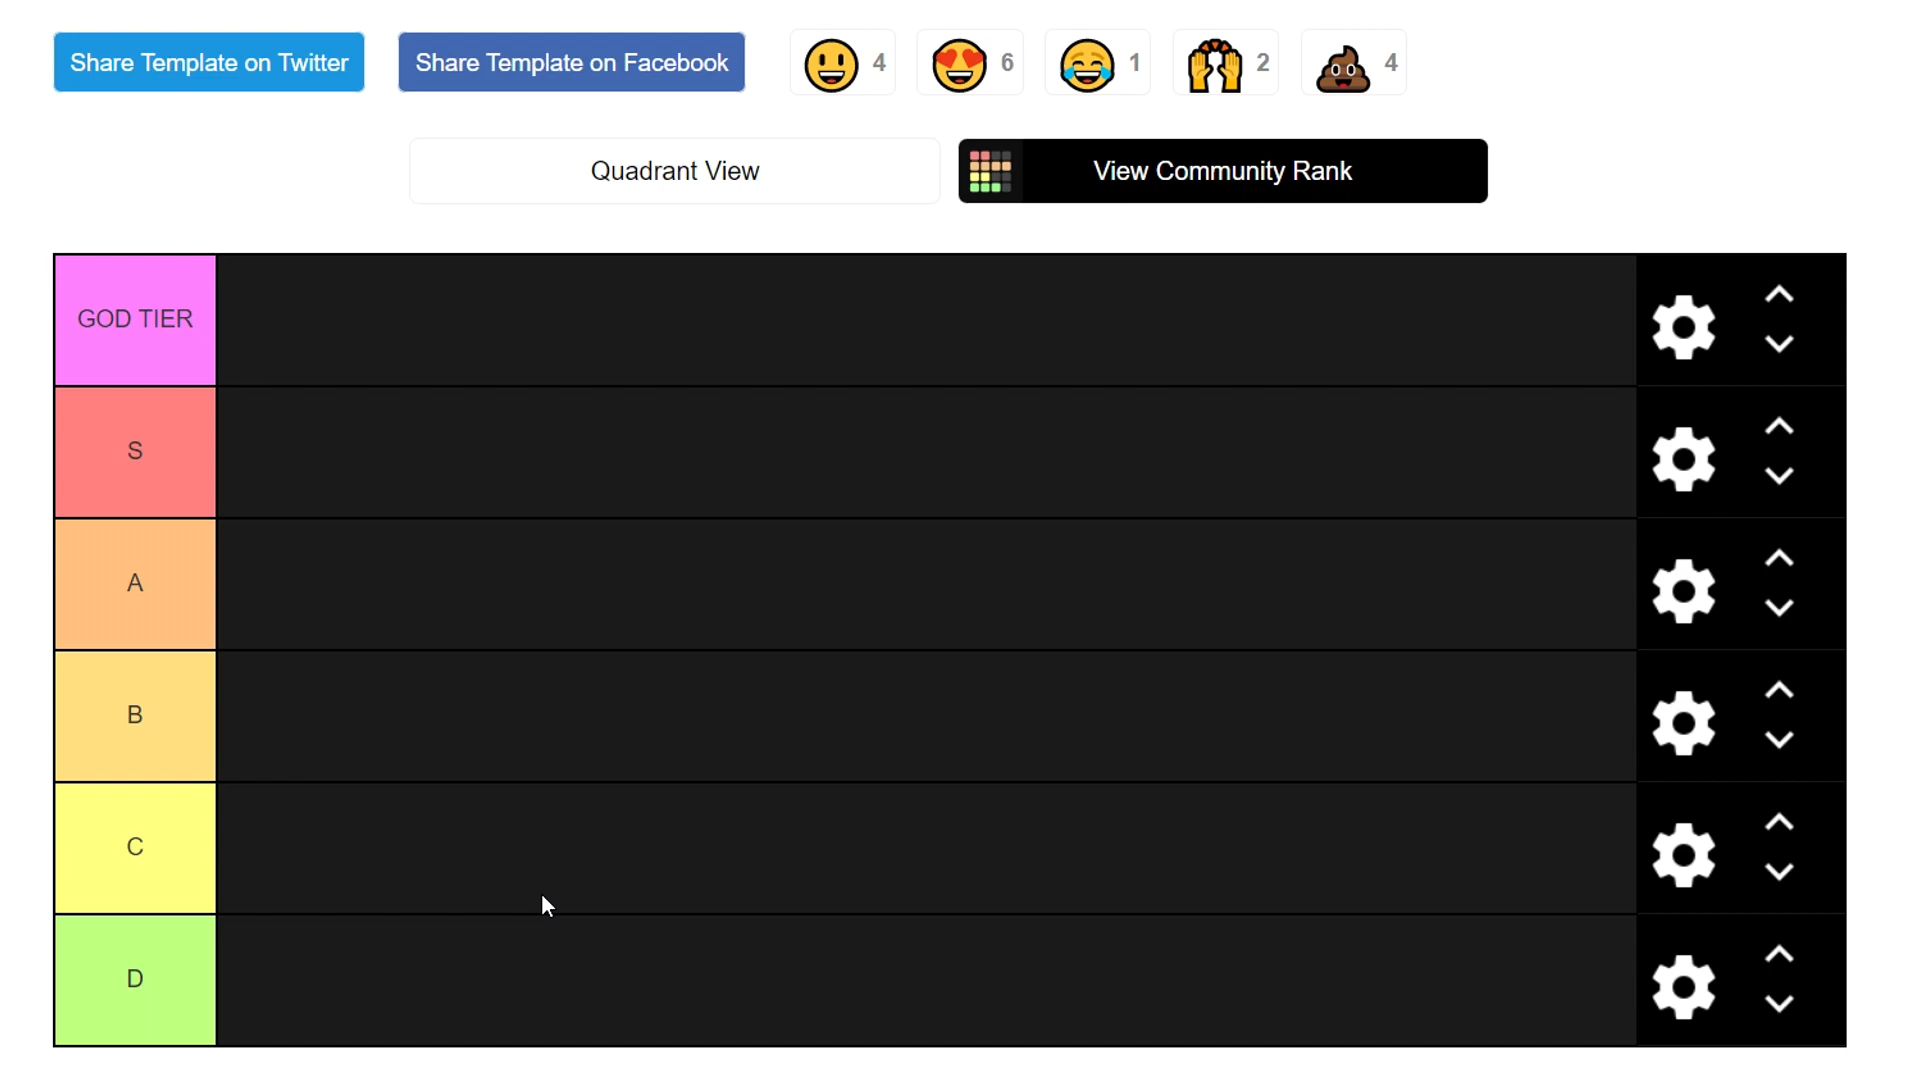 Share Template on Twitter
Share Template on Facebook
4
6
1
2
4
Quadrant View
View Community Rank
GOD TIER
S
A
B
C
D